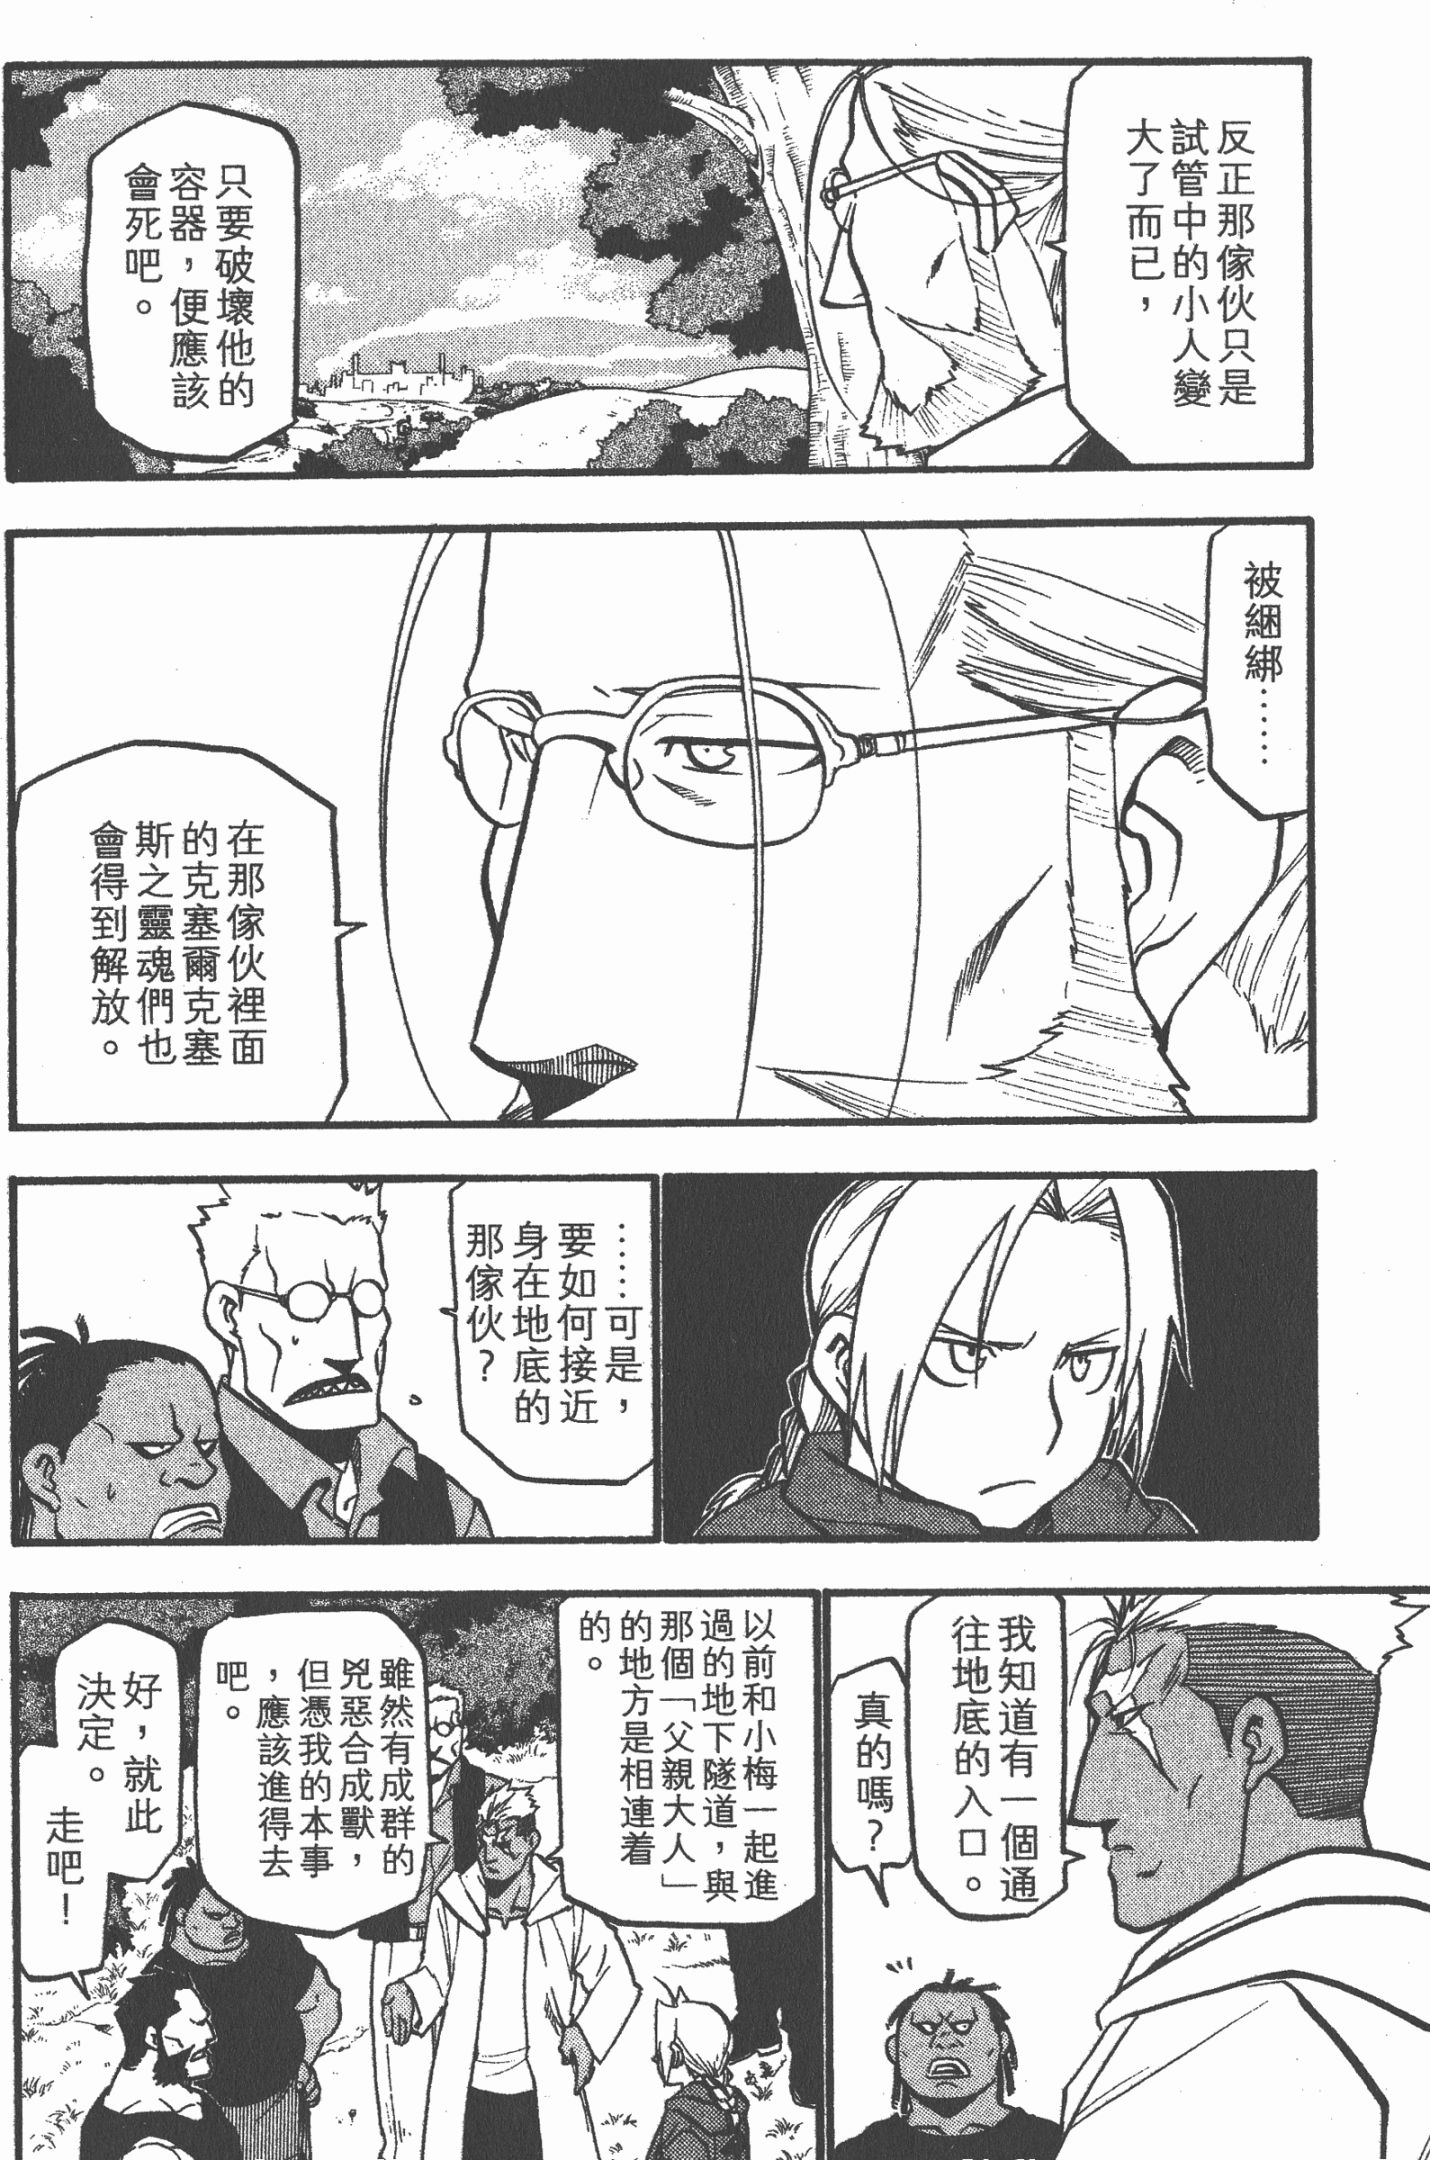 反正那傢伙只是
試管中的小人變
大了而已，
只要破壞他的
容器，便應該
會死吧。
被綑綁……
在那傢伙裡面
的克塞爾克塞
斯之靈魂們也
會得到解放。
……可是，
要如何接近
身在地底的
那傢伙？
我知道有一個通
往地底的入口。
真的嗎？
以前和小梅一起進
過的地下隧道，與
那個「父親大人」
的地方是相連着
的。
雖然有成群的
兇惡合成獸，
但憑我的本事
，應該進得去
吧。
好，就此
決定。
走吧！